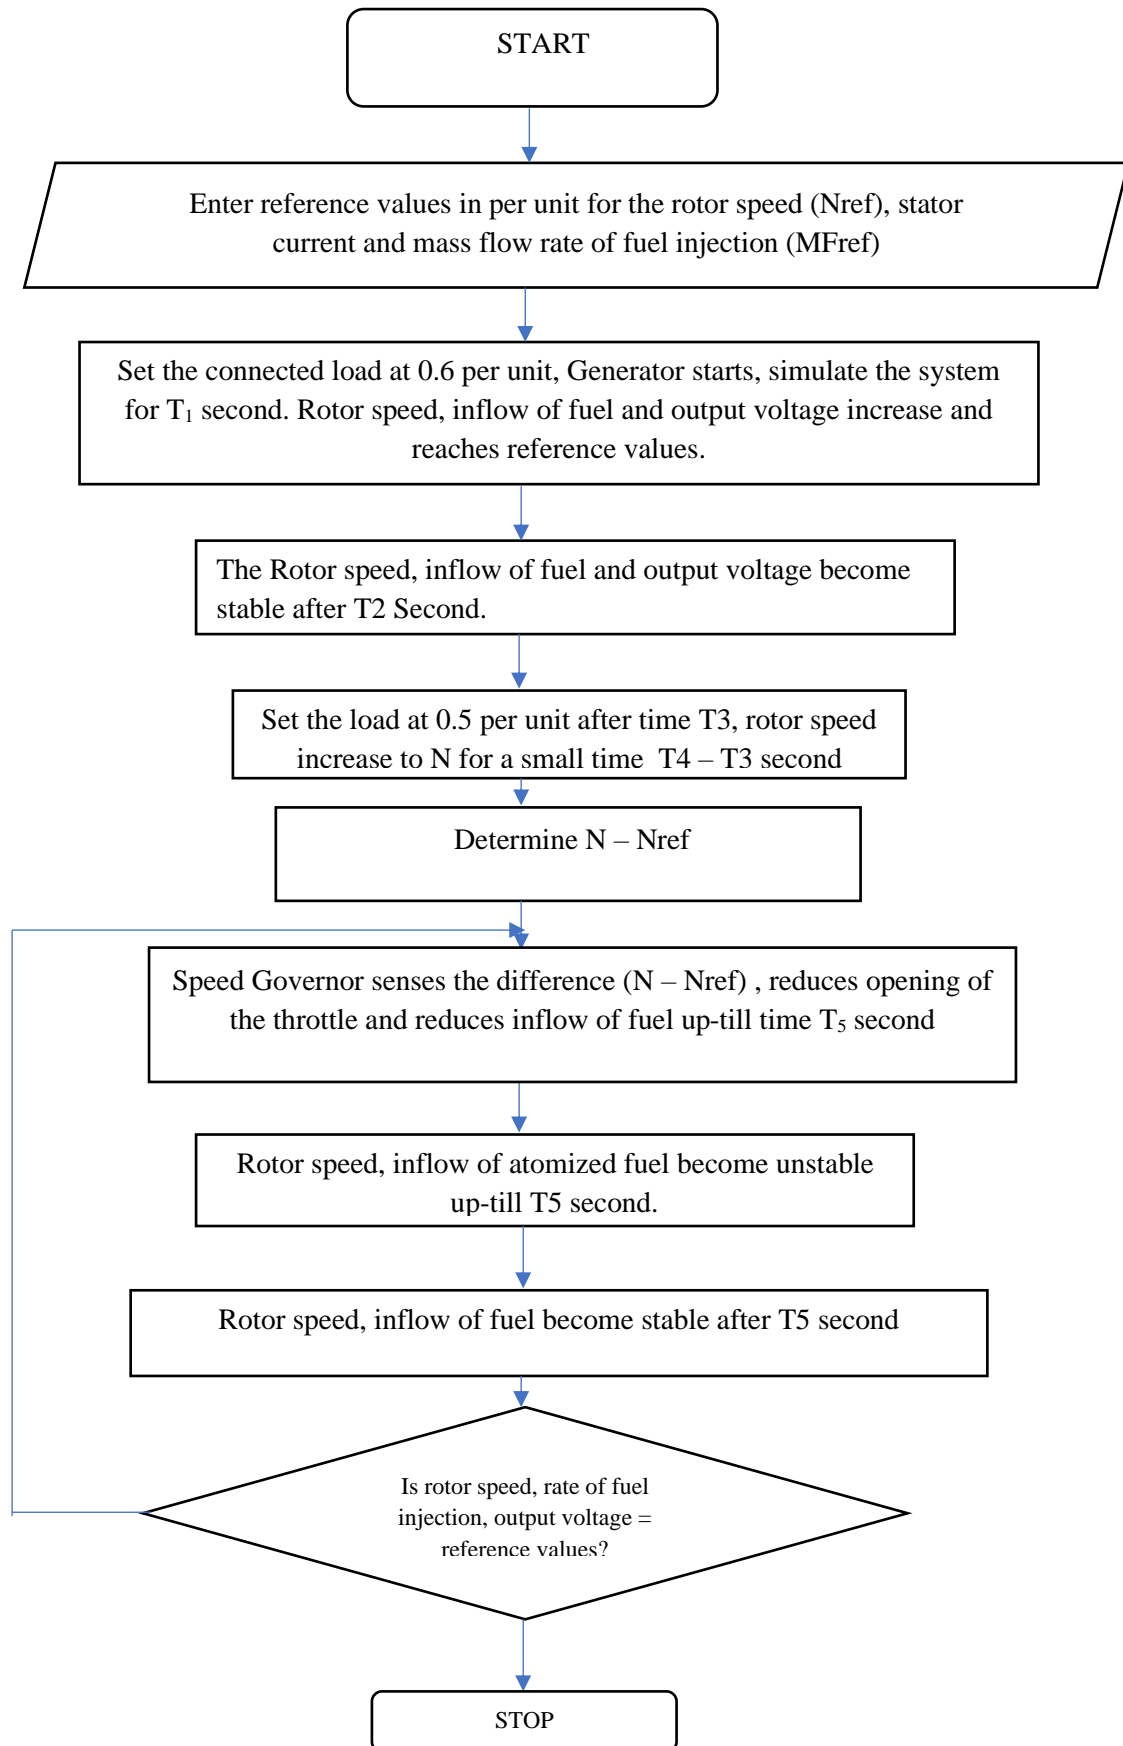 START
Enter reference values in per unit for the rotor speed (Nref), stator
current and mass flow rate of fuel injection (MFref)
Set the connected load at 0.6 per unit, Generator starts, simulate the system
for T₁ second. Rotor speed, inflow of fuel and output voltage increase and
reaches reference values.
The Rotor speed, inflow of fuel and output voltage become
stable after T2 Second.
Set the load at 0.5 per unit after time T3, rotor speed
increase to N for a small time T4 – T3 second
Determine N – Nref
Speed Governor senses the difference (N – Nref) , reduces opening of
the throttle and reduces inflow of fuel up-till time T₅ second
Rotor speed, inflow of atomized fuel become unstable
up-till T5 second.
Rotor speed, inflow of fuel become stable after T5 second
Is rotor speed, rate of fuel
injection, output voltage =
reference values?
STOP